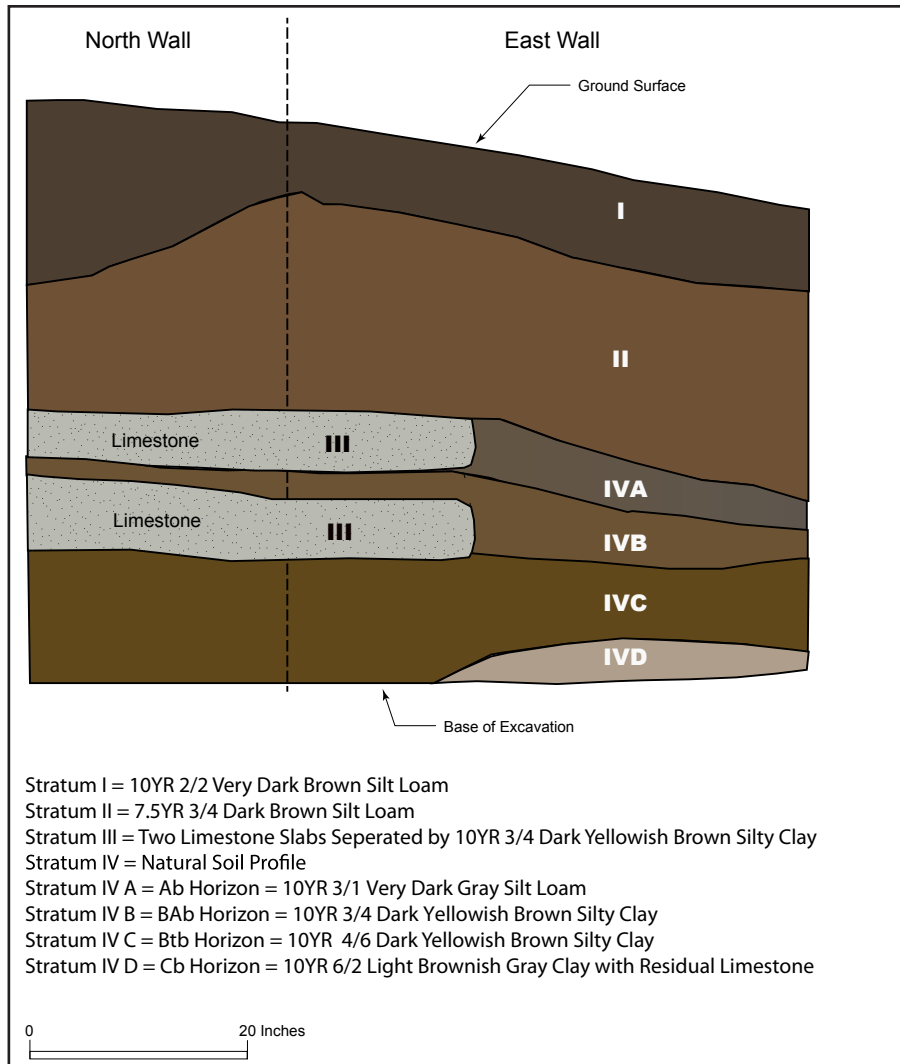 North Wall
East Wall
Ground Surface
I
II
Limestone
III
IVA
Limestone
III
IVB
IVC
IVD
Base of Excavation
Stratum I = 10YR 2/2 Very Dark Brown Silt Loam
Stratum II = 7.5YR 3/4 Dark Brown Silt Loam
Stratum III = Two Limestone Slabs Seperated by 10YR 3/4 Dark Yellowish Brown Silty Clay
Stratum IV = Natural Soil Profile
Stratum IV A = Ab Horizon = 10YR 3/1 Very Dark Gray Silt Loam
Stratum IV B = BAb Horizon = 10YR 3/4 Dark Yellowish Brown Silty Clay
Stratum IV C = Btb Horizon = 10YR 4/6 Dark Yellowish Brown Silty Clay
Stratum IV D = Cb Horizon = 10YR 6/2 Light Brownish Gray Clay with Residual Limestone
0
20 Inches